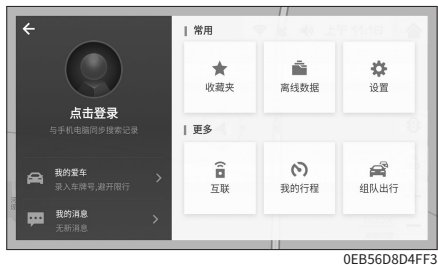 点击登录
与手机电脑同步搜索记录
我的爱车
录入车牌号,避开限行
我的消息
无新消息
常用
收藏夹
离线数据
设置
更多
互联
我的行程
组队出行
0EB56D8D4FF3